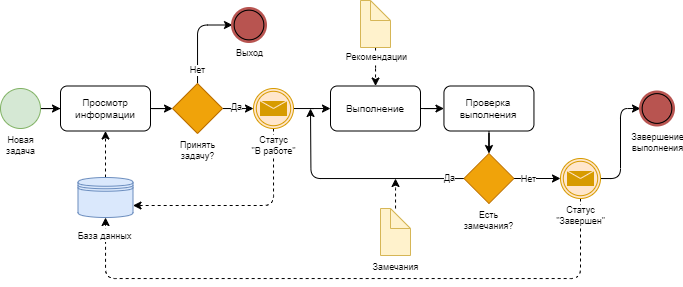 Выход
Рекомендации
Нет
Новая
задача
Просмотр
информации
Принять
задачу?
Да
Статус
"В работе"
Выполнение
Проверка
выполнения
Завершение
выполнения
Да
Есть
замечания?
Нет
Статус
"Завершен"
База данных
Замечания